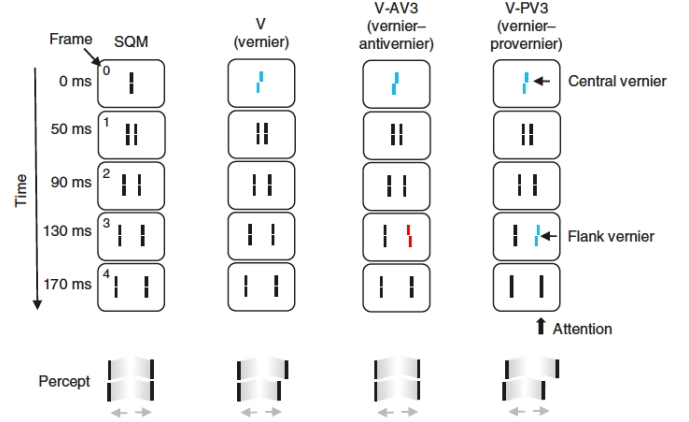 Frame
SQM
V
(vernier)
V-AV3
(vernier–
antivernier)
V-PV3
(vernier–
provernier)
Time
0 ms
0
Central vernier
50 ms
1
90 ms
2
130 ms
3
Flank vernier
170 ms
4
Attention
Percept